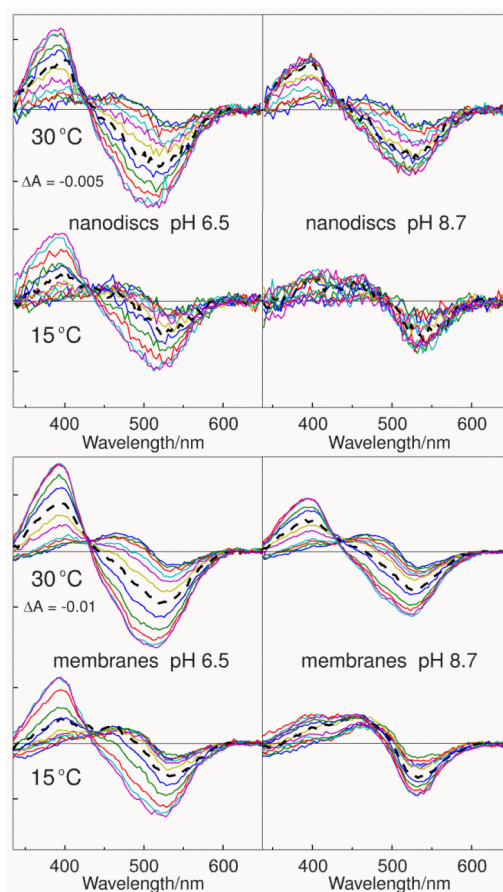 30 °C
ΔA = -0.005
nanodiscs pH 6.5
nanodiscs pH 8.7
15 °C
400 500 600
400 500 600
Wavelength/nm
Wavelength/nm
30 °C
ΔA = -0.01
membranes pH 6.5
membranes pH 8.7
15 °C
400 500 600
400 500 600
Wavelength/nm
Wavelength/nm